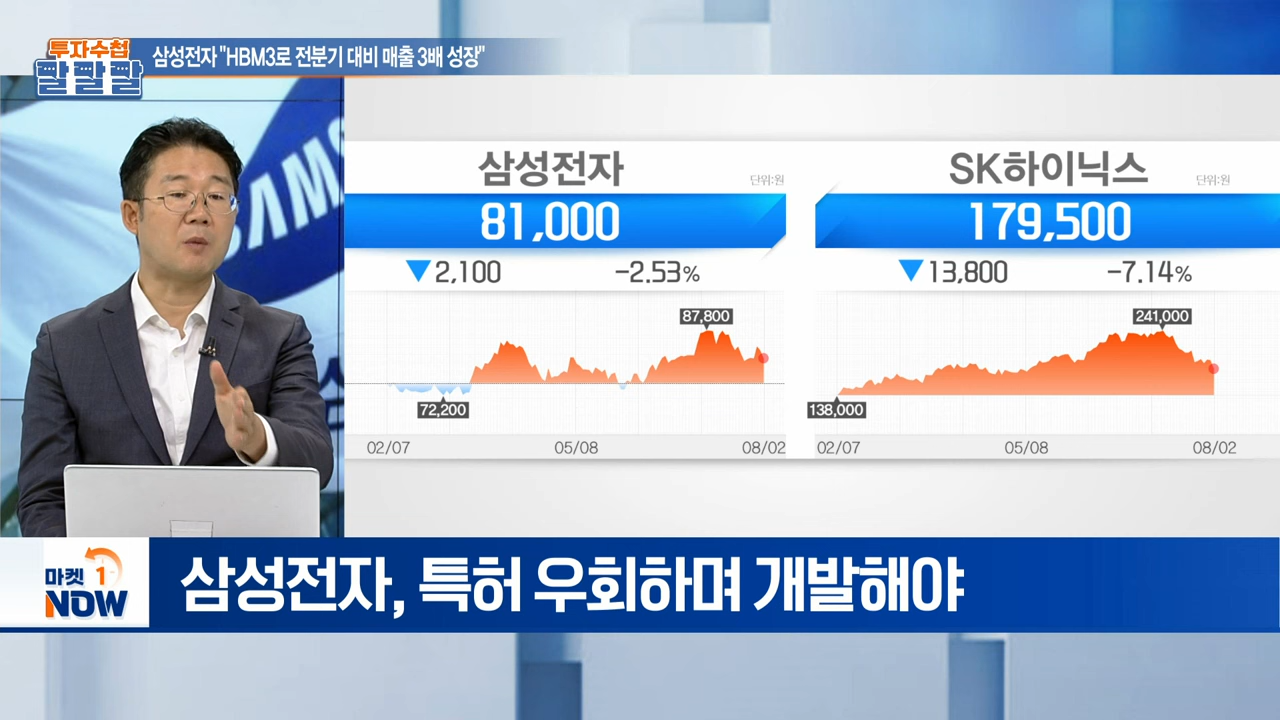 투자수첩
팔팔팔
삼성전자 "HBM3로 전분기 대비 매출 3배 성장"
SAMS
삼성전자
단위:원
81,000
▼2,100 -2.53%
87,800
72,200
02/07 05/08 08/02
SK하이닉스
단위:원
179,500
▼13,800 -7.14%
241,000
138,000
02/07 05/08 08/02
마켓 1
NOW
삼성전자, 특허 우회하며 개발해야